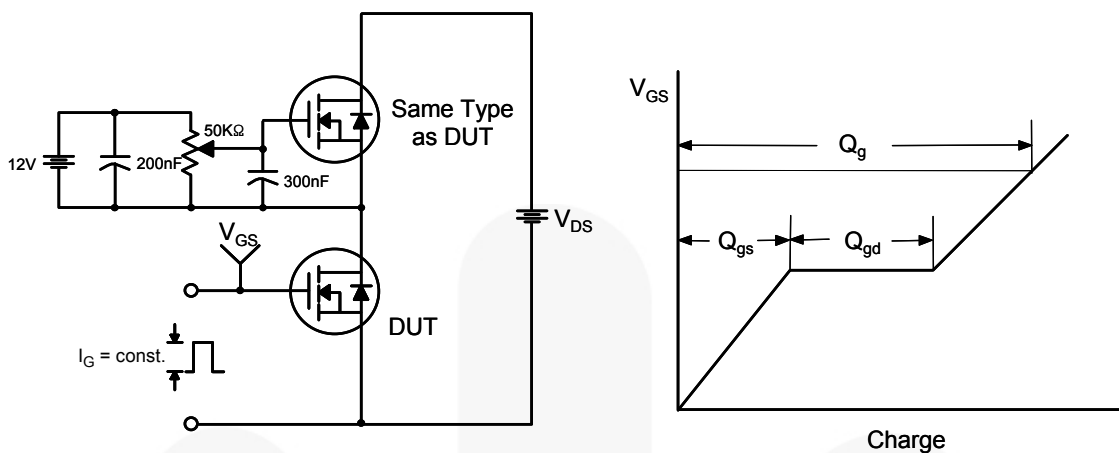 12V
200nF
50KΩ
300nF
Same Type
as DUT
V_GS
DUT
I_G = const.
V_DS
V_GS
Q_g
Q_gs
Q_gd
Charge